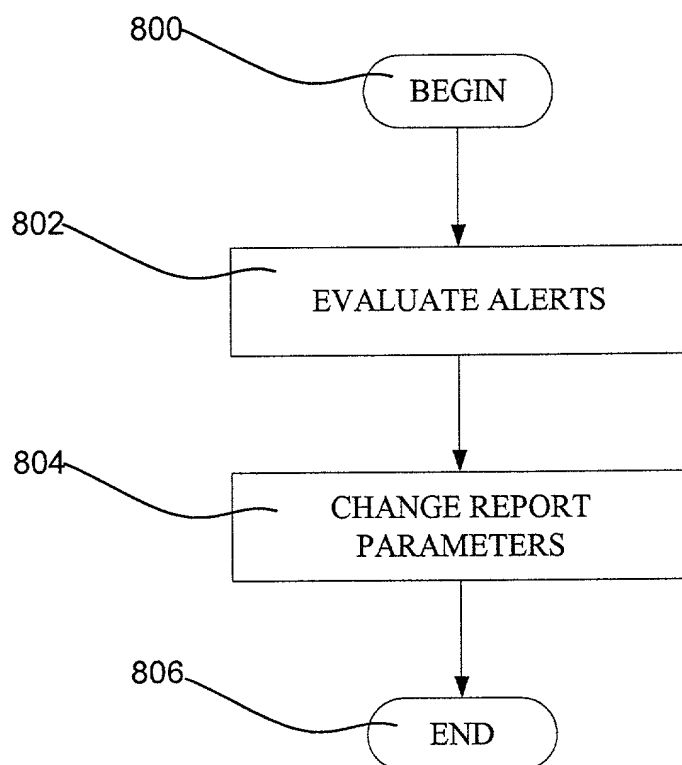 800
BEGIN
802
EVALUATE ALERTS
804
CHANGE REPORT
PARAMETERS
806
END